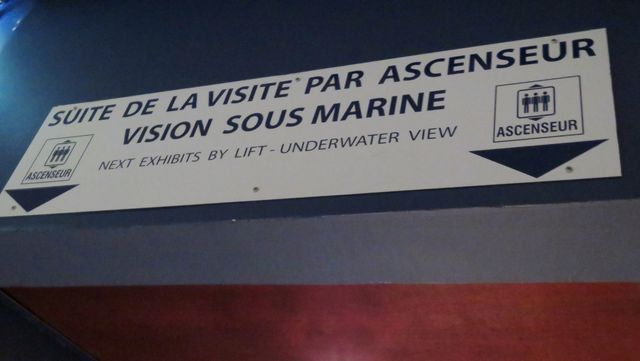 SUITE DE LA VISITE PAR ASCENSEUR
VISION SOUS MARINE
NEXT EXHIBITS BY LIFT - UNDERWATER VIEW
ASCENSEUR
ASCENSEUR